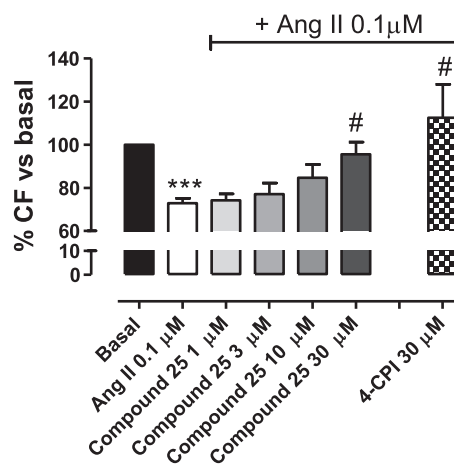 + Ang II 0.1μM
% CF vs basal
140
120
100
80
60
10
0
***
#
#
Basal
Ang II 0.1 μM
Compound 25 1 μM
Compound 25 3 μM
Compound 25 10 μM
Compound 25 30 μM
4-CPI 30 μM